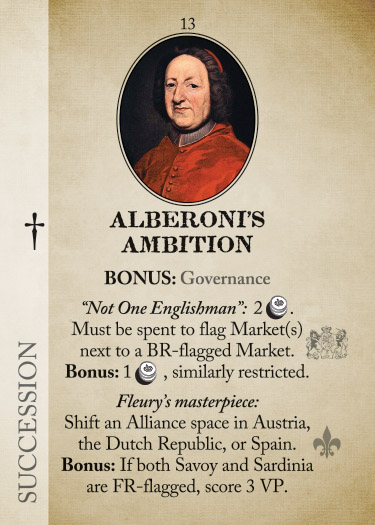 13
ALBERONI'S
AMBITION
BONUS: Governance
“Not One Englishman”: 2 .
Must be spent to flag Market(s)
next to a BR-flagged Market.
Bonus: 1 , similarly restricted.
Fleury's masterpiece:
Shift an Alliance space in Austria,
the Dutch Republic, or Spain.
Bonus: If both Savoy and Sardinia
are FR-flagged, score 3 VP.
SUCCESSION